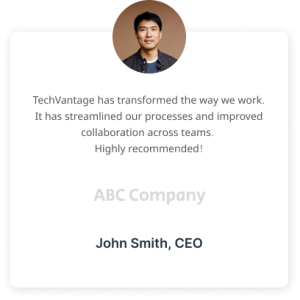 TechVantage has transformed the way we work.
It has streamlined our processes and improved
collaboration across teams.
Highly recommended!
ABC Company
John Smith, CEO